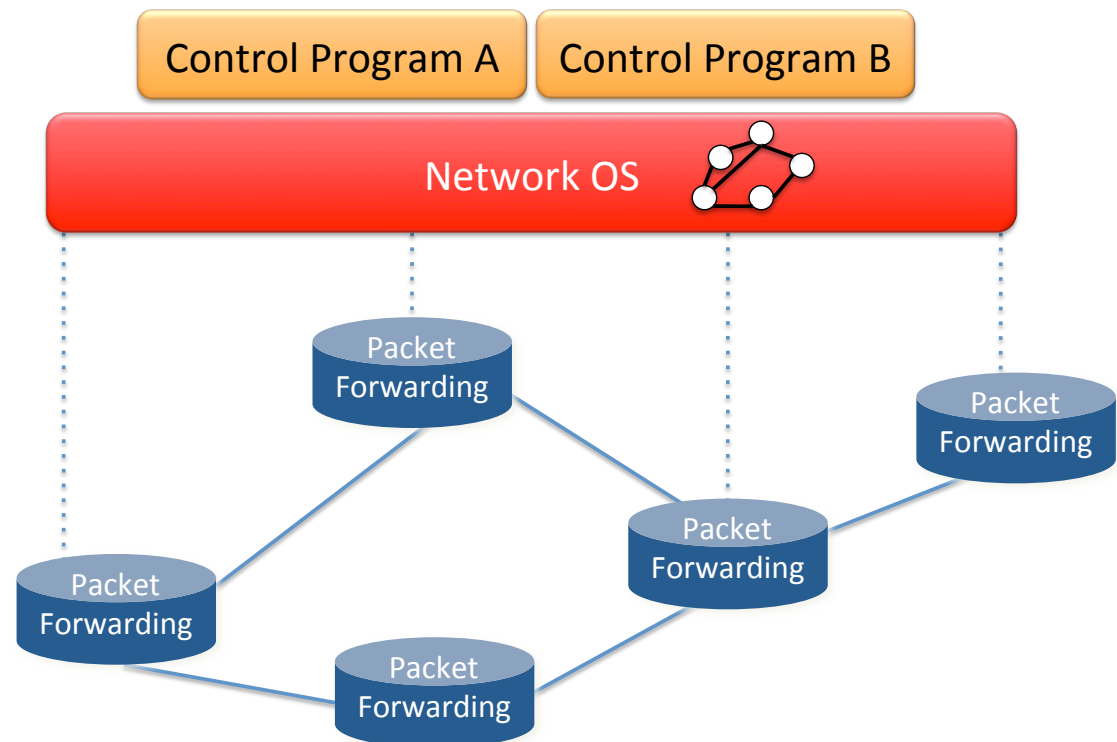 Control Program A
Control Program B
Network OS
Packet
Forwarding
Packet
Forwarding
Packet
Forwarding
Packet
Forwarding
Packet
Forwarding